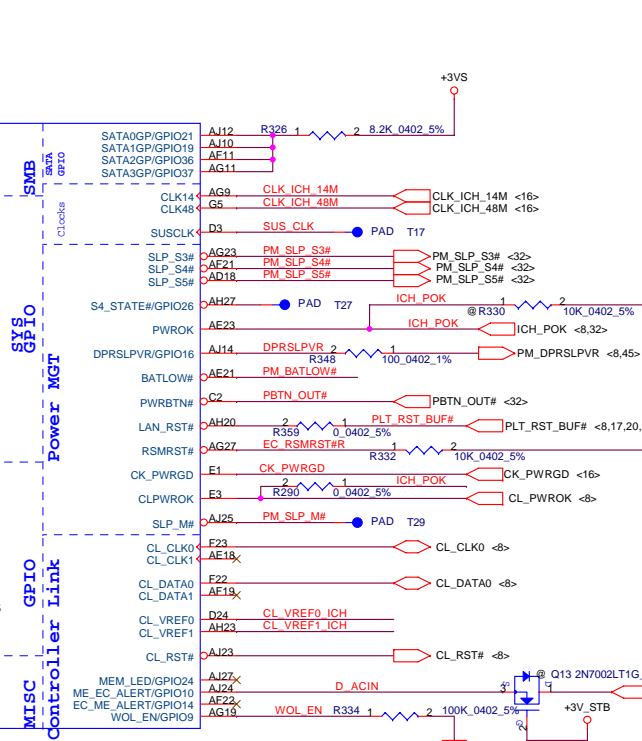 +3VS
SATA0GP/GPIO21 AJ12 R326 1 2 8.2K_0402_5%
SATA1GP/GPIO19 AJ10
SATA2GP/GPIO36 AF11
SATA3GP/GPIO37 AG11
SMB
SATA GPIO
CLK14 AG9 CLK_ICH_14M CLK_ICH_14M <16>
CLK48 G5 CLK_ICH_48M CLK_ICH_48M <16>
Clocks
SUSCLK D3 SUS_CLK PAD T17
SLP_S3# AG23 PM_SLP_S3# PM_SLP_S3# <32>
SLP_S4# AF21 PM_SLP_S4# PM_SLP_S4# <32>
SLP_S5# AD18 PM_SLP_S5# PM_SLP_S5# <32>
S4_STATE#/GPIO26 AH27 PAD T27
ICH_POK @ R330 1 2 10K_0402_5%
PWROK AE23 ICH_POK ICH_POK <8,32>
SYS GPIO
Power MGT
DPRSLPVR/GPIO16 AJ14 DPRSLPVR R348 2 1 100_0402_1% PM_DPRSLPVR <8,45>
BATLOW# AE21 PM_BATLOW#
PWRBTN# C2 PBTN_OUT# PBTN_OUT# <32>
LAN_RST# AH20 R359 2 1 0_0402_5% PLT_RST_BUF# PLT_RST_BUF# <8,17,20,
RSMRST# AG27 EC_RSMRST#R R332 1 2 10K_0402_5%
CK_PWRGD E1 CK_PWRGD CK_PWRGD <16>
R290 2 1 0_0402_5% ICH_POK
CLPWROK E3 CL_PWROK <8>
SLP_M# AJ25 PM_SLP_M# PAD T29
CL_CLK0 F23 CL_CLK0 <8>
CL_CLK1 AE18
CL_DATA0 F22 CL_DATA0 <8>
CL_DATA1 AF19
GPIO
Controller Link
CL_VREF0 D24 CL_VREF0_ICH
CL_VREF1 AH23 CL_VREF1_ICH
CL_RST# AJ23 CL_RST# <8>
MISC
MEM_LED/GPIO24 AJ27
ME_EC_ALERT/GPIO10 AJ24 D_ACIN 3 S D 1 @ Q13 2N7002LT1G_
EC_ME_ALERT/GPIO14 AF22
WOL_EN/GPIO9 AG19 WOL_EN R334 1 2 100K_0402_5%
G 2
+3V_STB